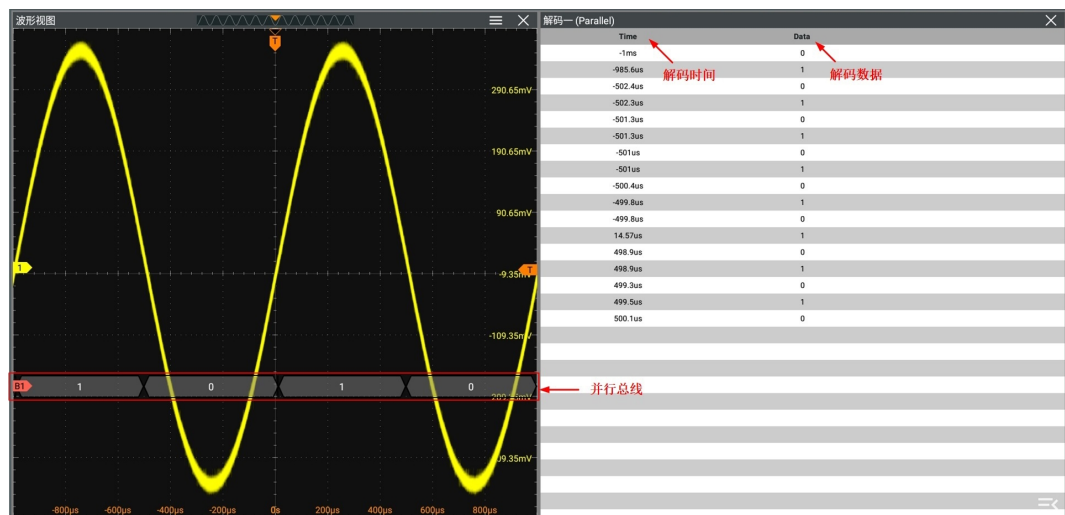 波形视图
T
290.65mV
190.65mV
90.65mV
1
T
-9.35mV
-109.35mV
B1
1
0
1
0
-800μs
-600μs
-400μs
-200μs
0s
200μs
400μs
600μs
800μs
解码一 (Parallel)
Time Data
-1ms 0
-985.6us 1
-502.4us 0
-502.3us 1
-501.3us 0
-501.3us 1
-501us 0
-501us 1
-500.4us 0
-499.8us 1
-499.8us 0
14.57us 1
498.9us 0
498.9us 1
499.3us 0
499.5us 1
500.1us 0
解码时间
解码数据
并行总线